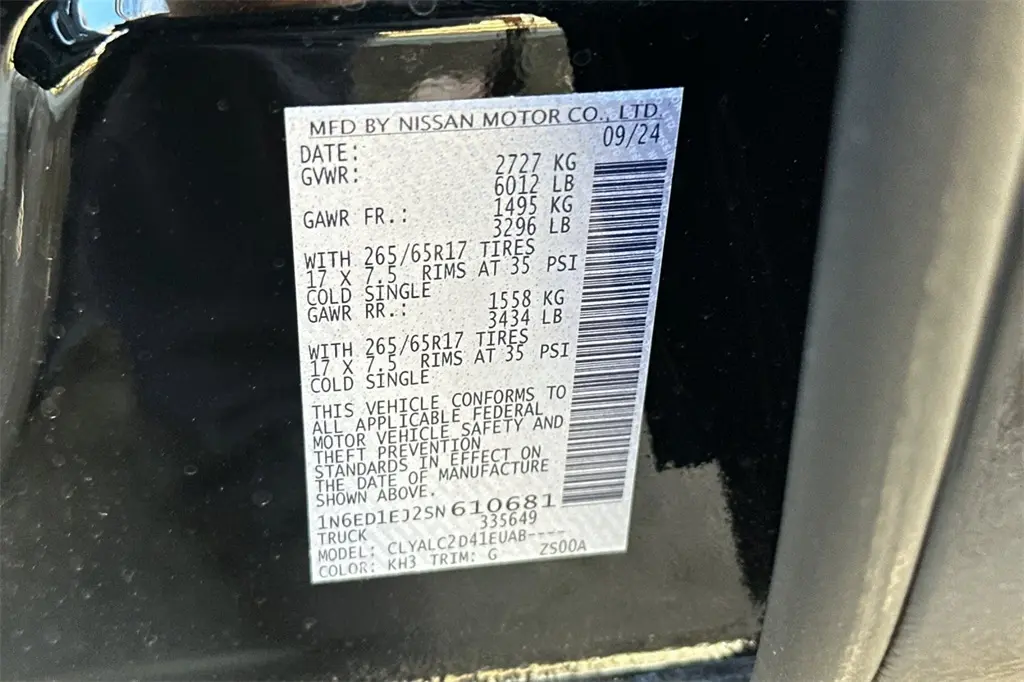 MFD BY NISSAN MOTOR CO., LTD.
DATE: 09/24
GVWR: 2727 KG
6012 LB
GAWR FR.: 1495 KG
3296 LB
WITH 265/65R17 TIRES
17 X 7.5 RIMS AT 35 PSI
COLD SINGLE
GAWR RR.: 1558 KG
3434 LB
WITH 265/65R17 TIRES
17 X 7.5 RIMS AT 35 PSI
COLD SINGLE
THIS VEHICLE CONFORMS TO
ALL APPLICABLE FEDERAL
MOTOR VEHICLE SAFETY AND
THEFT PREVENTION
STANDARDS IN EFFECT ON
THE DATE OF MANUFACTURE
SHOWN ABOVE.
1N6ED1EJ2SN610681
TRUCK 335649
MODEL: CLYALC2D41EUAB----
COLOR: KH3 TRIM: G ZS00A